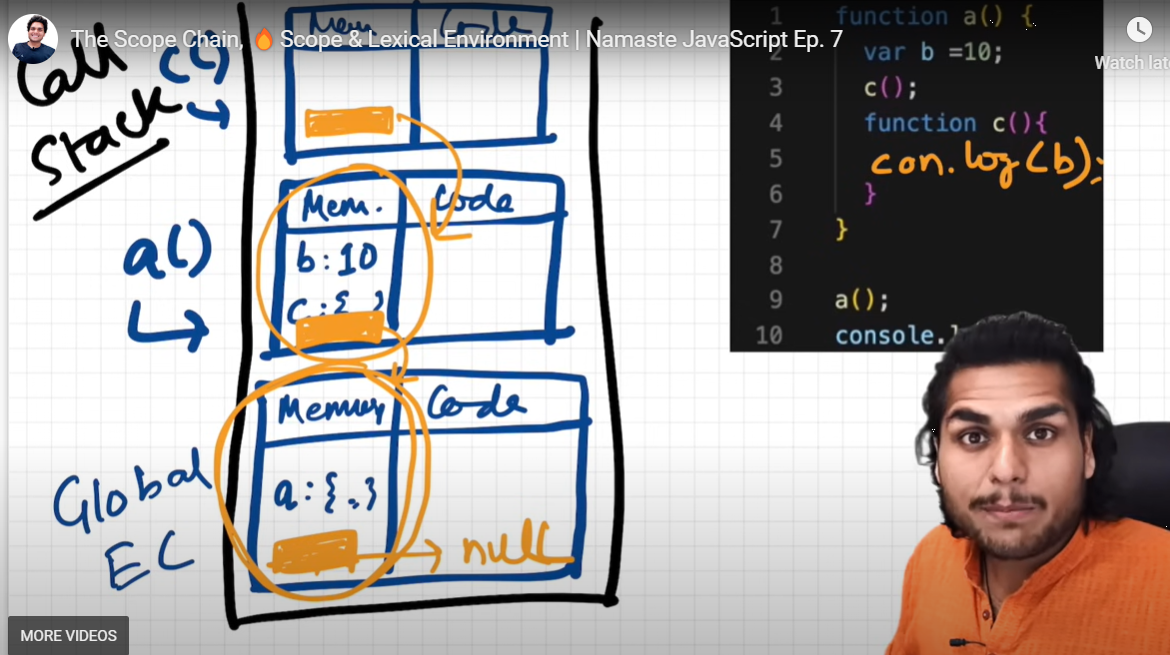 The Scope Chain, 🔥 Scope & Lexical Environment | Namaste JavaScript Ep. 7
Watch late
Call
Stack
c()
Mem
Code
a()
Mem.
Code
b : 10
c : { }
Global
EC
Memory
Code
a : {.}
null
1 function a() {
2 var b =10;
3 c();
4 function c(){
5 con.log(b);
6 }
7 }
8
9 a();
10 console.l
MORE VIDEOS